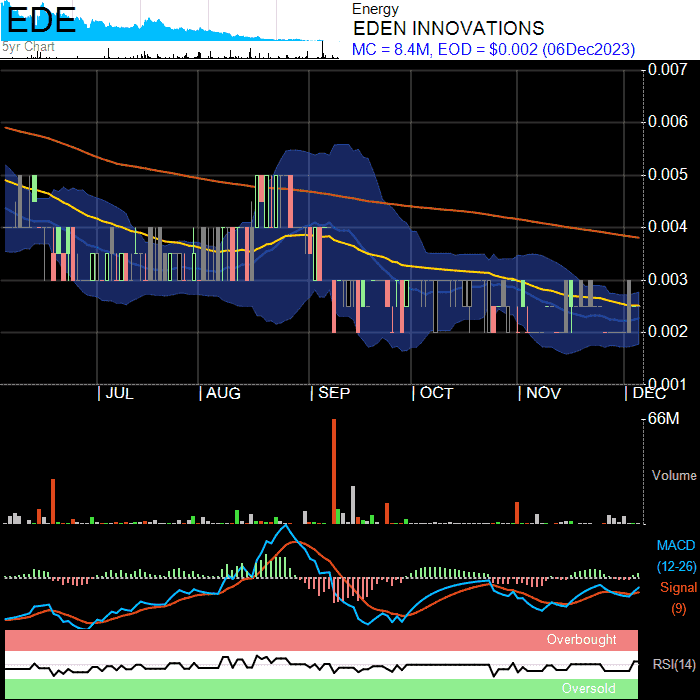 EDE
5yr Chart
Energy
EDEN INNOVATIONS
MC = 8.4M, EOD = $0.002 (06Dec2023)
0.007
0.006
0.005
0.004
0.003
0.002
0.001
| JUL | AUG | SEP | OCT | NOV | DEC
66M
Volume
MACD
(12-26)
Signal
(9)
Overbought
RSI(14)
Oversold